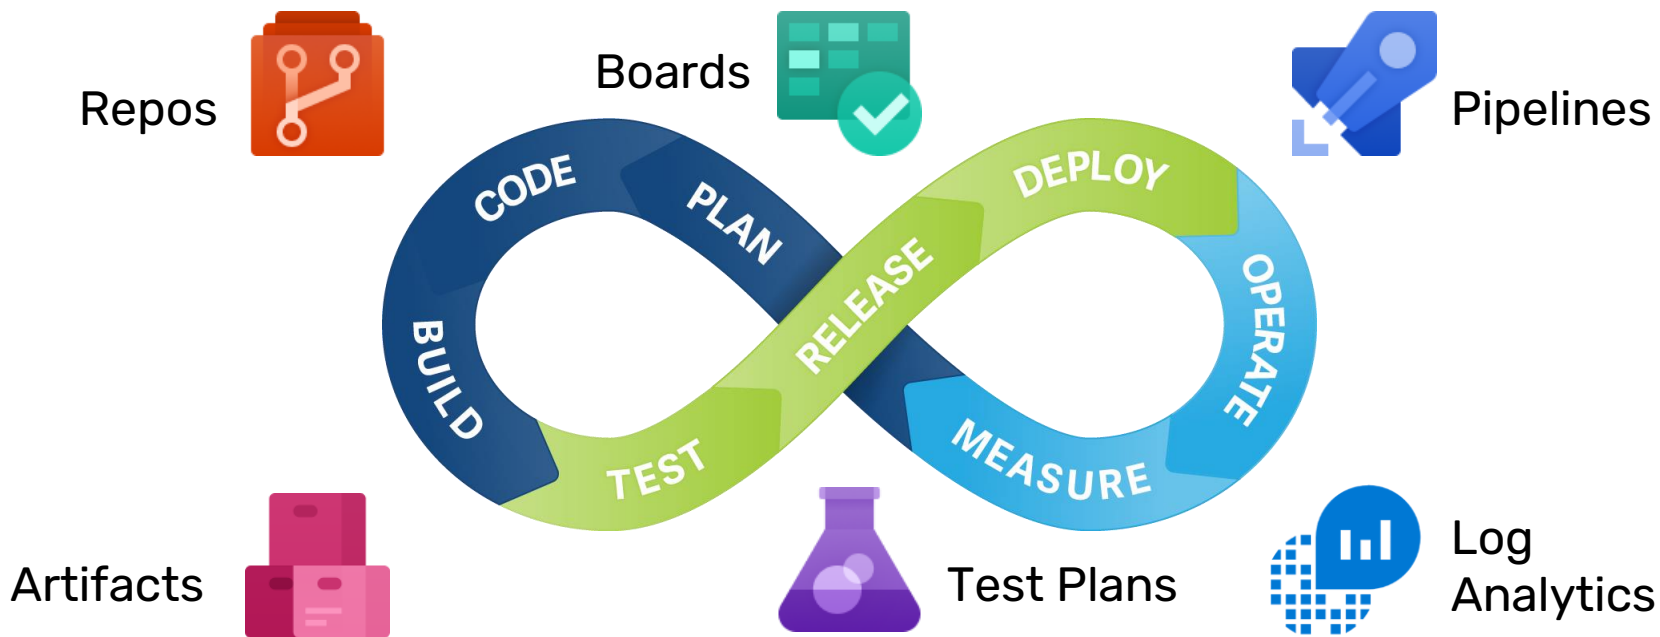 Repos
Boards
Pipelines
CODE
PLAN
DEPLOY
BUILD
RELEASE
OPERATE
TEST
MEASURE
Artifacts
Test Plans
Log
Analytics